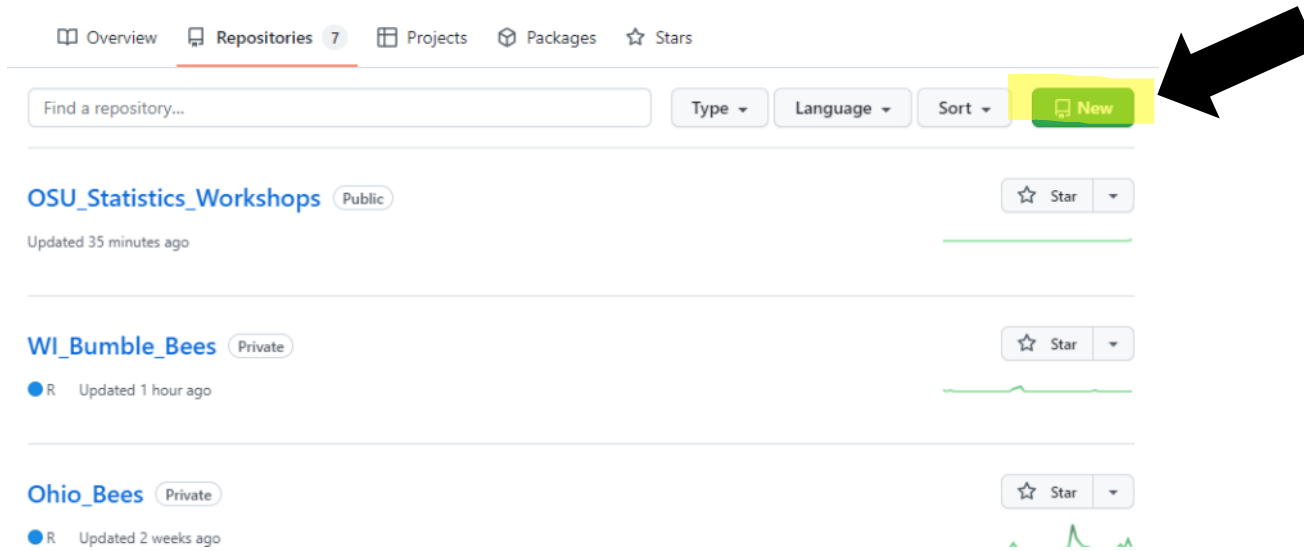 Overview Repositories 7 Projects Packages Stars
Find a repository... Type Language Sort New
OSU_Statistics_Workshops Public Star
Updated 35 minutes ago
WI_Bumble_Bees Private Star
R Updated 1 hour ago
Ohio_Bees Private Star
R Updated 2 weeks ago